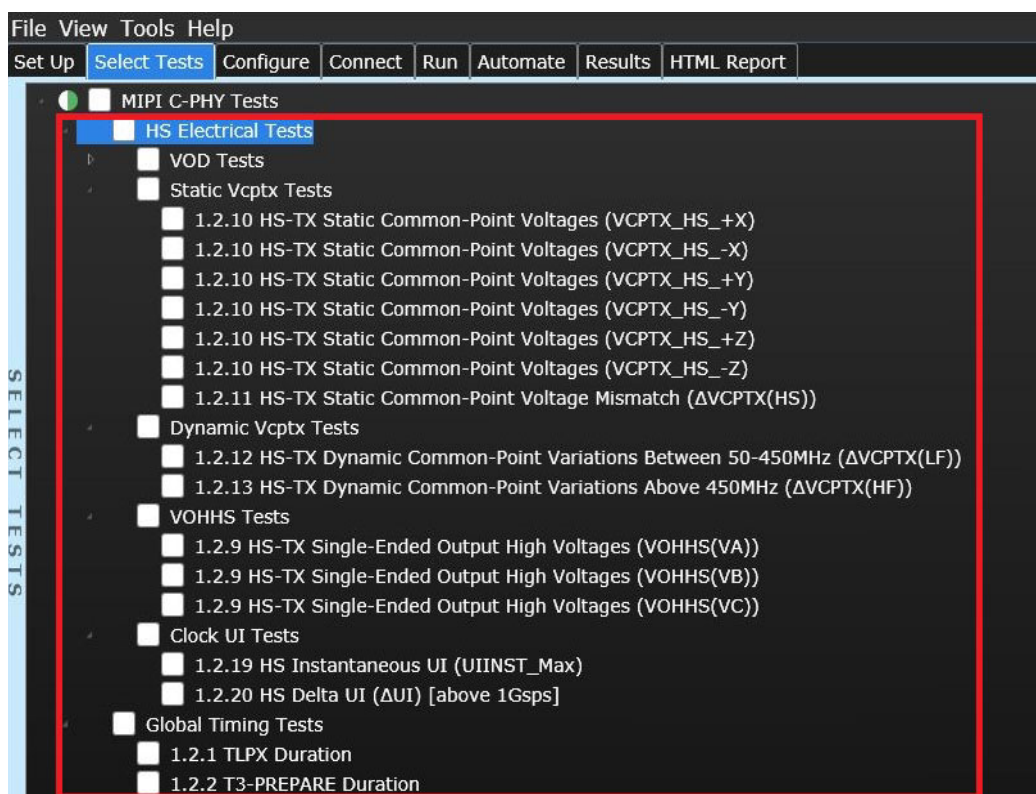 File View Tools Help
Set Up Select Tests Configure Connect Run Automate Results HTML Report
MIPI C-PHY Tests
HS Electrical Tests
VOD Tests
Static Vcptx Tests
1.2.10 HS-TX Static Common-Point Voltages (VCPTX_HS_+X)
1.2.10 HS-TX Static Common-Point Voltages (VCPTX_HS_-X)
1.2.10 HS-TX Static Common-Point Voltages (VCPTX_HS_+Y)
1.2.10 HS-TX Static Common-Point Voltages (VCPTX_HS_-Y)
1.2.10 HS-TX Static Common-Point Voltages (VCPTX_HS_+Z)
1.2.10 HS-TX Static Common-Point Voltages (VCPTX_HS_-Z)
1.2.11 HS-TX Static Common-Point Voltage Mismatch (ΔVCPTX(HS))
Dynamic Vcptx Tests
1.2.12 HS-TX Dynamic Common-Point Variations Between 50-450MHz (ΔVCPTX(LF))
1.2.13 HS-TX Dynamic Common-Point Variations Above 450MHz (ΔVCPTX(HF))
VOHHS Tests
1.2.9 HS-TX Single-Ended Output High Voltages (VOHHS(VA))
1.2.9 HS-TX Single-Ended Output High Voltages (VOHHS(VB))
1.2.9 HS-TX Single-Ended Output High Voltages (VOHHS(VC))
Clock UI Tests
1.2.19 HS Instantaneous UI (UIINST_Max)
1.2.20 HS Delta UI (ΔUI) [above 1Gsps]
Global Timing Tests
1.2.1 TLPX Duration
1.2.2 T3-PREPARE Duration
SELECT TESTS